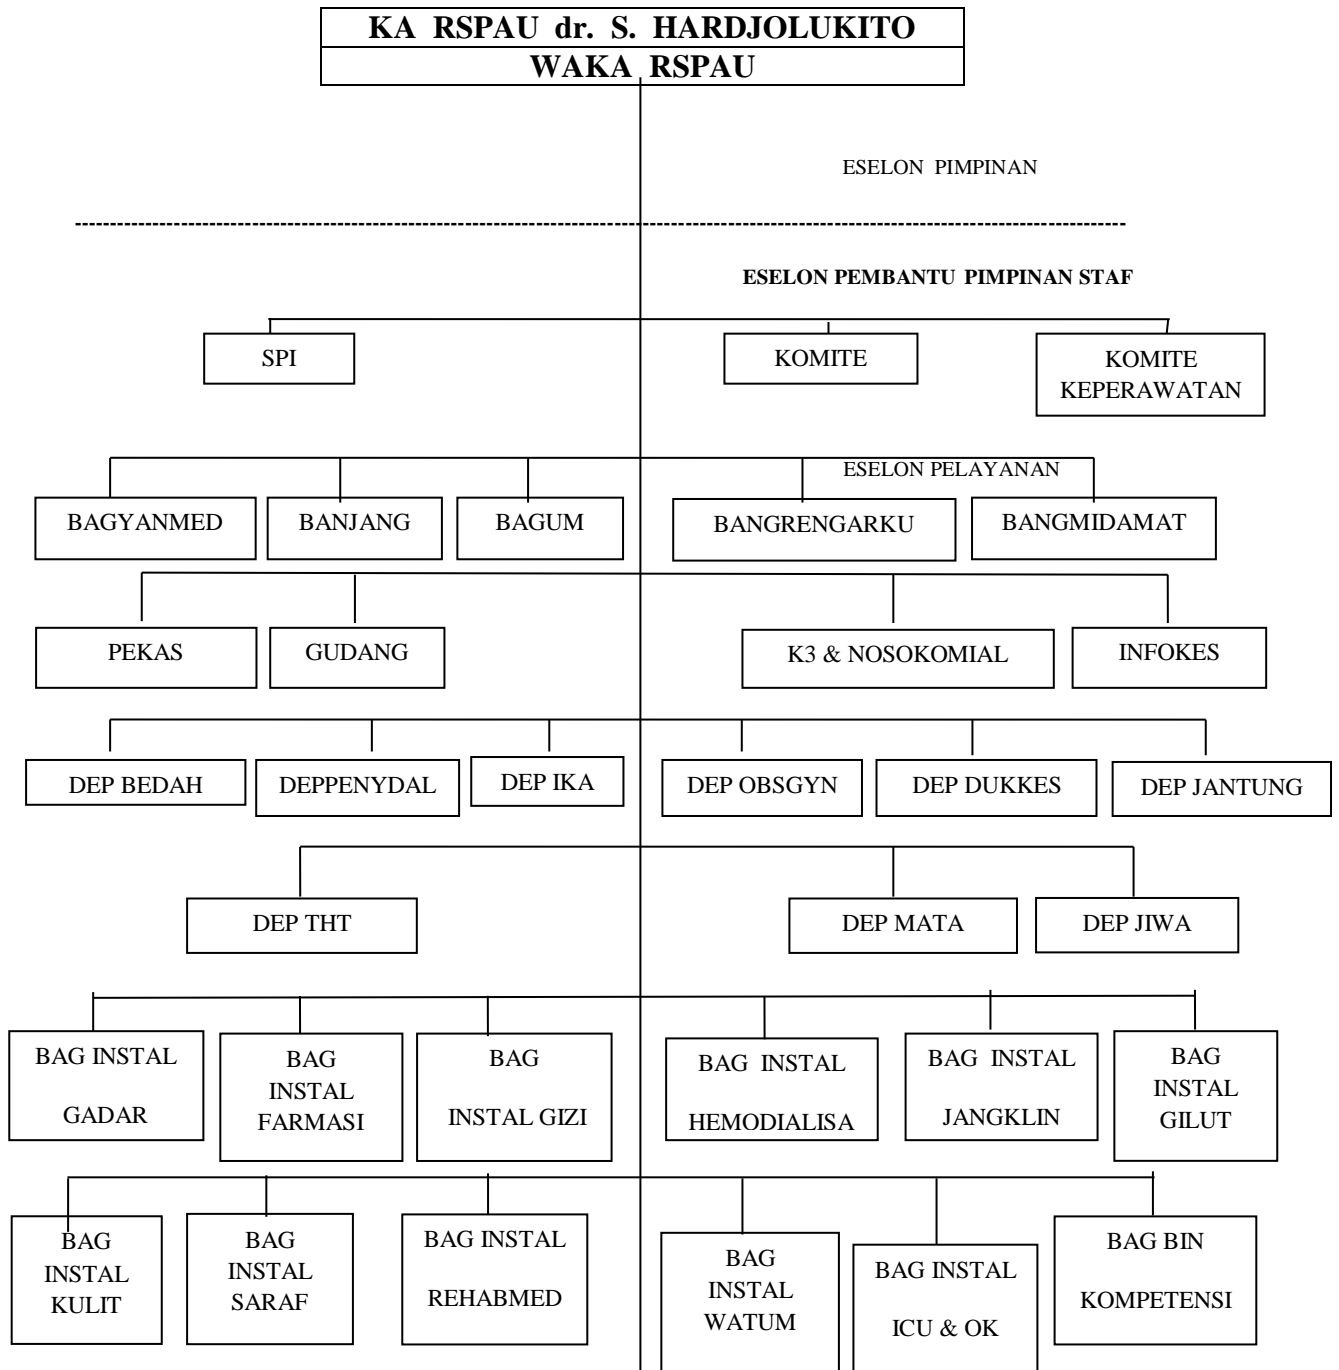 KA RSPAU dr. S. HARDJOLUKITO
WAKA RSPAU
ESELON PIMPINAN
ESELON PEMBANTU PIMPINAN STAF
SPI
KOMITE
KOMITE
KEPERAWATAN
ESELON PELAYANAN
BAGYANMED
BANJANG
BAGUM
BANGRENGARKU
BANGMIDAMAT
PEKAS
GUDANG
K3 & NOSOKOMIAL
INFOKES
DEP BEDAH
DEPPENYDAL
DEP IKA
DEP OBSGYN
DEP DUKKES
DEP JANTUNG
DEP THT
DEP MATA
DEP JIWA
BAG INSTAL
GADAR
BAG
INSTAL
FARMASI
BAG
INSTAL GIZI
BAG INSTAL
HEMODIALISA
BAG INSTAL
JANGKLIN
BAG
INSTAL
GILUT
BAG
INSTAL
KULIT
BAG
INSTAL
SARAF
BAG INSTAL
REHABMED
BAG
INSTAL
WATUM
BAG INSTAL
ICU & OK
BAG BIN
KOMPETENSI